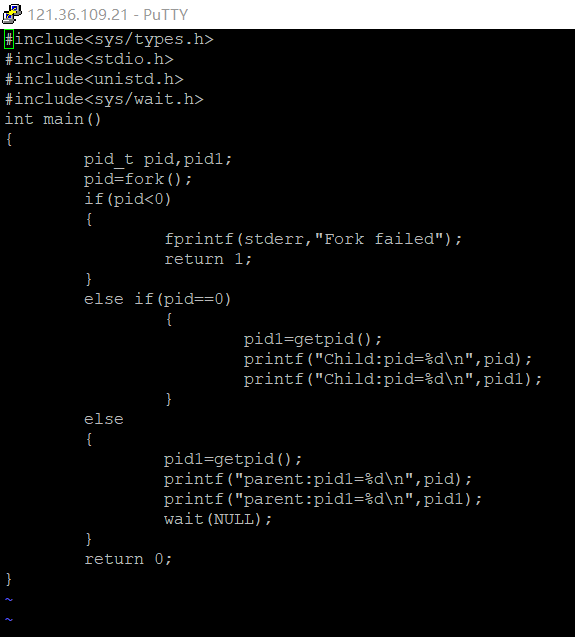 121.36.109.21 - PuTTY
#include<sys/types.h>
#include<stdio.h>
#include<unistd.h>
#include<sys/wait.h>
int main()
{
        pid_t pid,pid1;
        pid=fork();
        if(pid<0)
        {
                fprintf(stderr,"Fork failed");
                return 1;
        }
        else if(pid==0)
                {
                        pid1=getpid();
                        printf("Child:pid=%d\n",pid);
                        printf("Child:pid=%d\n",pid1);
                }
        else
        {
                pid1=getpid();
                printf("parent:pid1=%d\n",pid);
                printf("parent:pid1=%d\n",pid1);
                wait(NULL);
        }
        return 0;
}
~
~